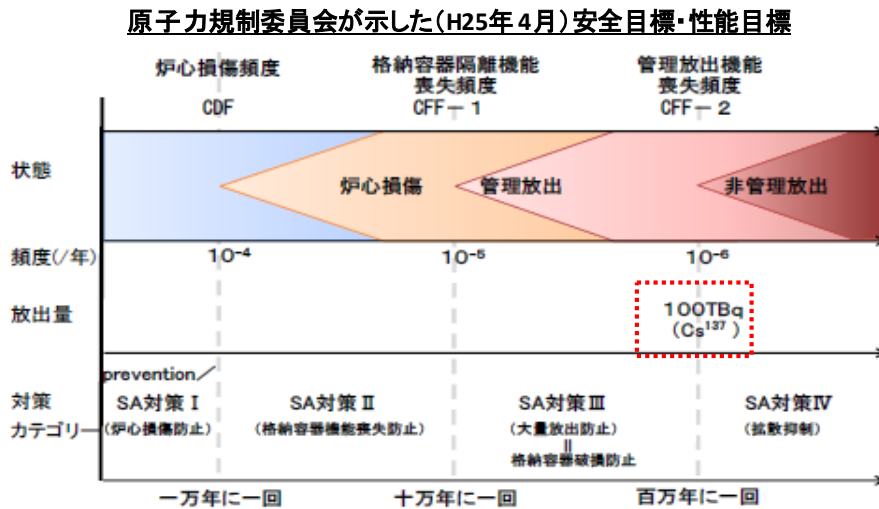 原子力規制委員会が示した（H25年４月）安全目標・性能目標
炉心損傷頻度
CDF
格納容器隔離機能
喪失頻度
CFF－１
管理放出機能
喪失頻度
CFF－２
状態
炉心損傷
管理放出
非管理放出
頻度(/年)
10⁻⁴
10⁻⁵
10⁻⁶
放出量
100TBq
(Cs¹³⁷)
prevention／
対策
カテゴリー
SA対策Ⅰ
(炉心損傷防止)
SA対策Ⅱ
(格納容器機能喪失防止)
SA対策Ⅲ
(大量放出防止)
||
格納容器破損防止
SA対策Ⅳ
(拡散抑制)
一万年に一回
十万年に一回
百万年に一回